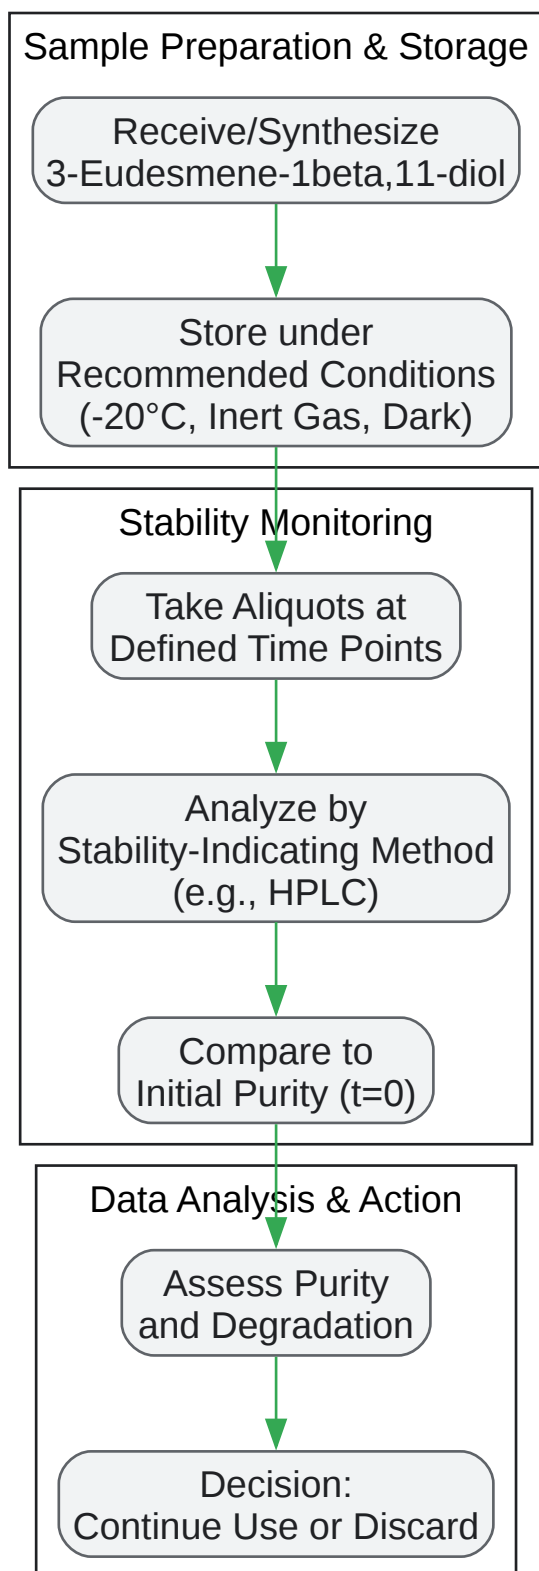 Sample Preparation & Storage
Receive/Synthesize
3-Eudesmene-1beta,11-diol
Store under
Recommended Conditions
(-20°C, Inert Gas, Dark)
Stability Monitoring
Take Aliquots at
Defined Time Points
Analyze by
Stability-Indicating Method
(e.g., HPLC)
Compare to
Initial Purity (t=0)
Data Analysis & Action
Assess Purity
and Degradation
Decision:
Continue Use or Discard